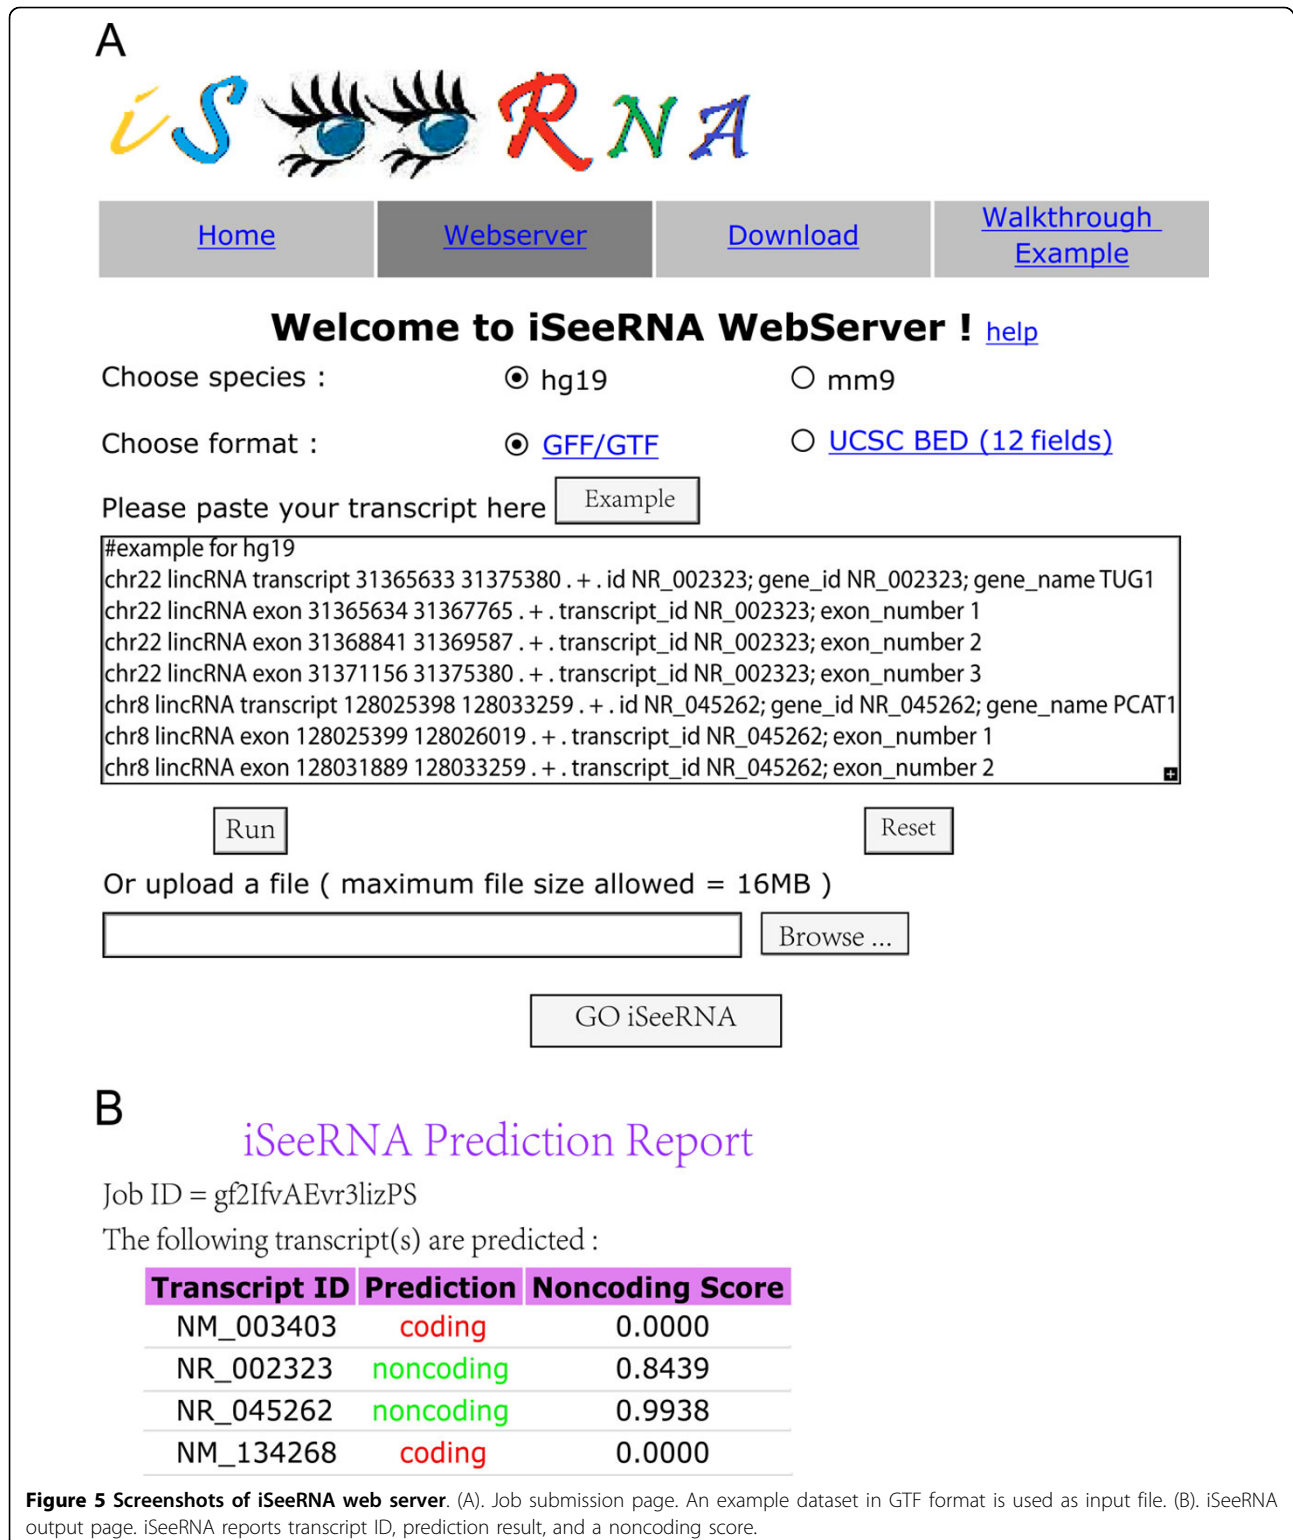 A
iSeeRNA
Home Webserver Download Walkthrough Example
Welcome to iSeeRNA WebServer ! help
Choose species : hg19 mm9
Choose format : GFF/GTF UCSC BED (12 fields)
Please paste your transcript here Example
#example for hg19
chr22 lincRNA transcript 31365633 31375380 . + . id NR_002323; gene_id NR_002323; gene_name TUG1
chr22 lincRNA exon 31365634 31367765 . + . transcript_id NR_002323; exon_number 1
chr22 lincRNA exon 31368841 31369587 . + . transcript_id NR_002323; exon_number 2
chr22 lincRNA exon 31371156 31375380 . + . transcript_id NR_002323; exon_number 3
chr8 lincRNA transcript 128025398 128033259 . + . id NR_045262; gene_id NR_045262; gene_name PCAT1
chr8 lincRNA exon 128025399 128026019 . + . transcript_id NR_045262; exon_number 1
chr8 lincRNA exon 128031889 128033259 . + . transcript_id NR_045262; exon_number 2
Run Reset
Or upload a file ( maximum file size allowed = 16MB )
Browse ...
GO iSeeRNA
B
iSeeRNA Prediction Report
Job ID = gf2IfvAEvr3lizPS
The following transcript(s) are predicted :
Transcript ID Prediction Noncoding Score
NM_003403 coding 0.0000
NR_002323 noncoding 0.8439
NR_045262 noncoding 0.9938
NM_134268 coding 0.0000
Figure 5 Screenshots of iSeeRNA web server. (A). Job submission page. An example dataset in GTF format is used as input file. (B). iSeeRNA
output page. iSeeRNA reports transcript ID, prediction result, and a noncoding score.